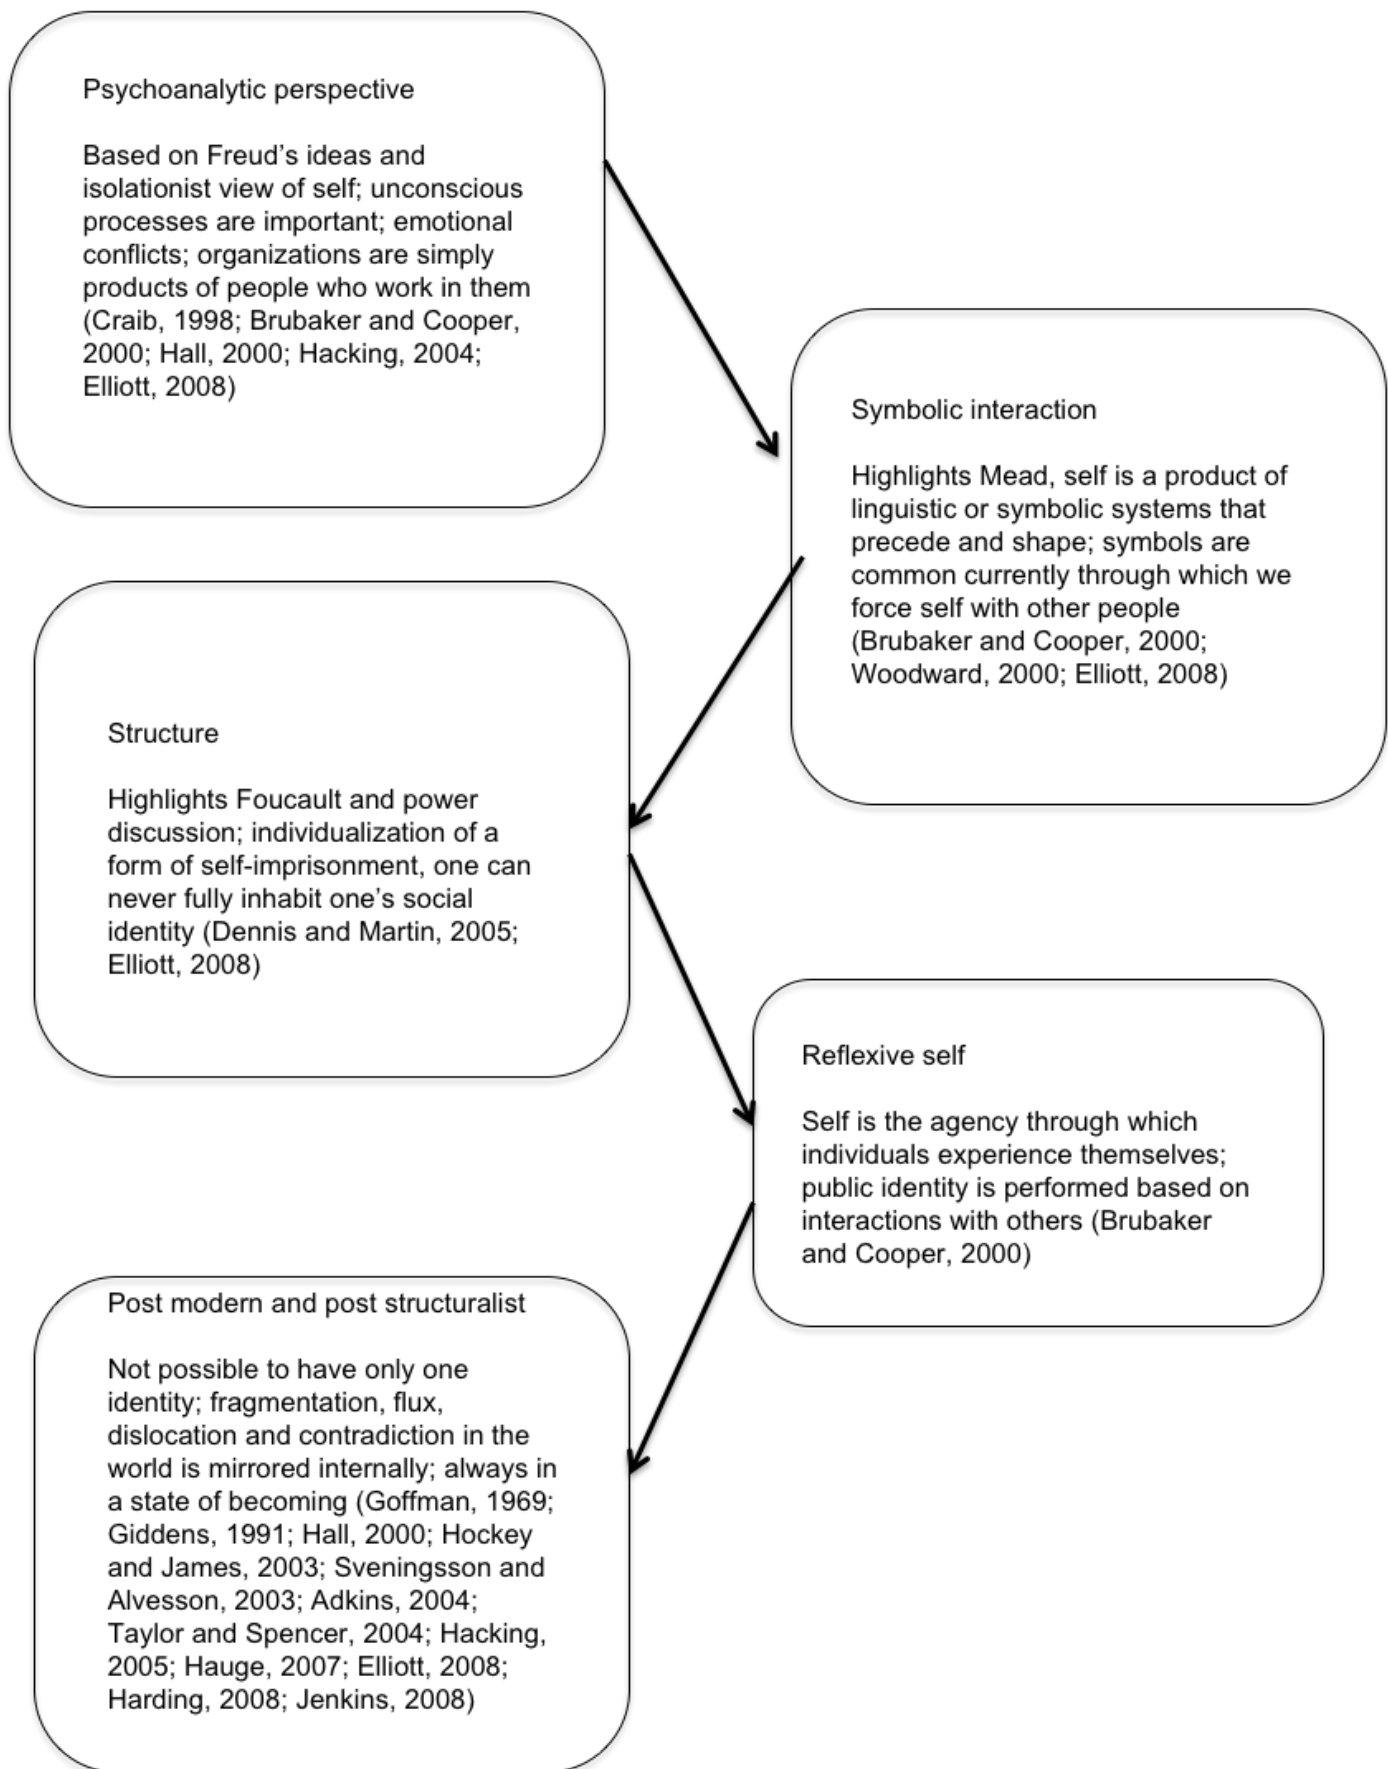 Psychoanalytic perspective
Based on Freud’s ideas and
isolationist view of self; unconscious
processes are important; emotional
conflicts; organizations are simply
products of people who work in them
(Craib, 1998; Brubaker and Cooper,
2000; Hall, 2000; Hacking, 2004;
Elliott, 2008)
Symbolic interaction
Highlights Mead, self is a product of
linguistic or symbolic systems that
precede and shape; symbols are
common currently through which we
force self with other people
(Brubaker and Cooper, 2000;
Woodward, 2000; Elliott, 2008)
Structure
Highlights Foucault and power
discussion; individualization of a
form of self-imprisonment, one can
never fully inhabit one’s social
identity (Dennis and Martin, 2005;
Elliott, 2008)
Reflexive self
Self is the agency through which
individuals experience themselves;
public identity is performed based on
interactions with others (Brubaker
and Cooper, 2000)
Post modern and post structuralist
Not possible to have only one
identity; fragmentation, flux,
dislocation and contradiction in the
world is mirrored internally; always in
a state of becoming (Goffman, 1969;
Giddens, 1991; Hall, 2000; Hockey
and James, 2003; Sveningsson and
Alvesson, 2003; Adkins, 2004;
Taylor and Spencer, 2004; Hacking,
2005; Hauge, 2007; Elliott, 2008;
Harding, 2008; Jenkins, 2008)